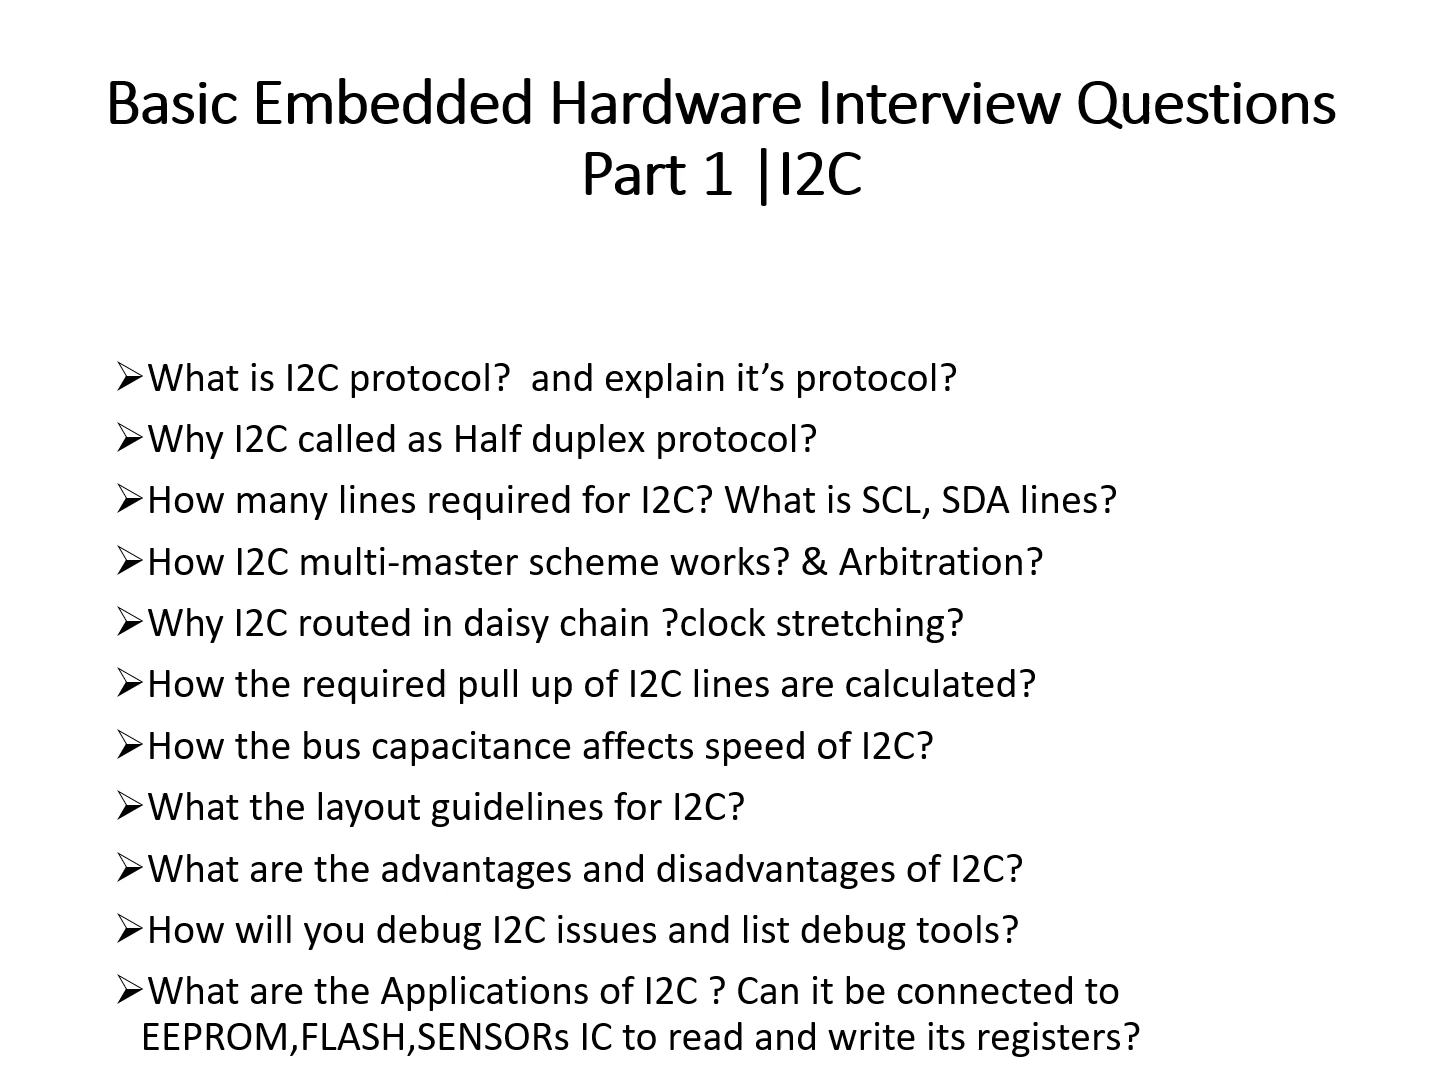 Basic Embedded Hardware Interview Questions
Part 1 |I2C
➢What is I2C protocol?  and explain it’s protocol?
➢Why I2C called as Half duplex protocol?
➢How many lines required for I2C? What is SCL, SDA lines?
➢How I2C multi-master scheme works? & Arbitration?
➢Why I2C routed in daisy chain ?clock stretching?
➢How the required pull up of I2C lines are calculated?
➢How the bus capacitance affects speed of I2C?
➢What the layout guidelines for I2C?
➢What are the advantages and disadvantages of I2C?
➢How will you debug I2C issues and list debug tools?
➢What are the Applications of I2C ? Can it be connected to
EEPROM,FLASH,SENSORs IC to read and write its registers?